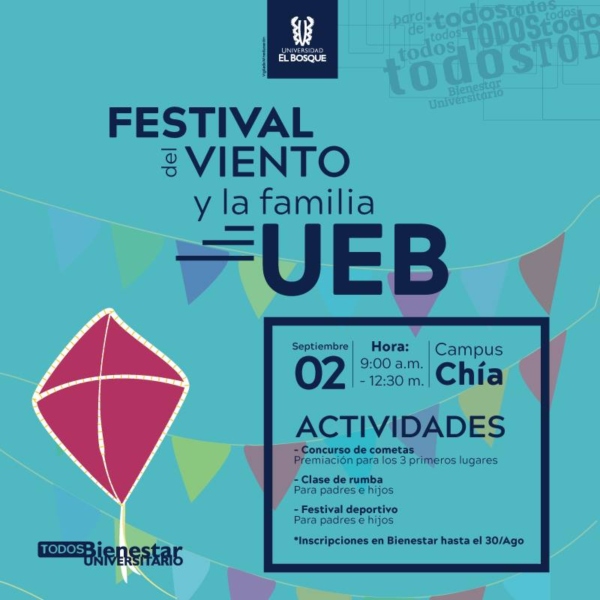 UNIVERSIDAD
EL BOSQUE
para todos todos
de: todos TODOS todos
todos todos TODO
todos
Bienestar
Universitario
FESTIVAL
del VIENTO
y la familia
UEB
Septiembre
02
Hora:
9:00 a.m.
- 12:30 m.
Campus
Chía
ACTIVIDADES
- Concurso de cometas
Premiación para los 3 primeros lugares
- Clase de rumba
Para padres e hijos
- Festival deportivo
Para padres e hijos
*Inscripciones en Bienestar hasta el 30/Ago
TODOS Bienestar
UNIVERSITARIO